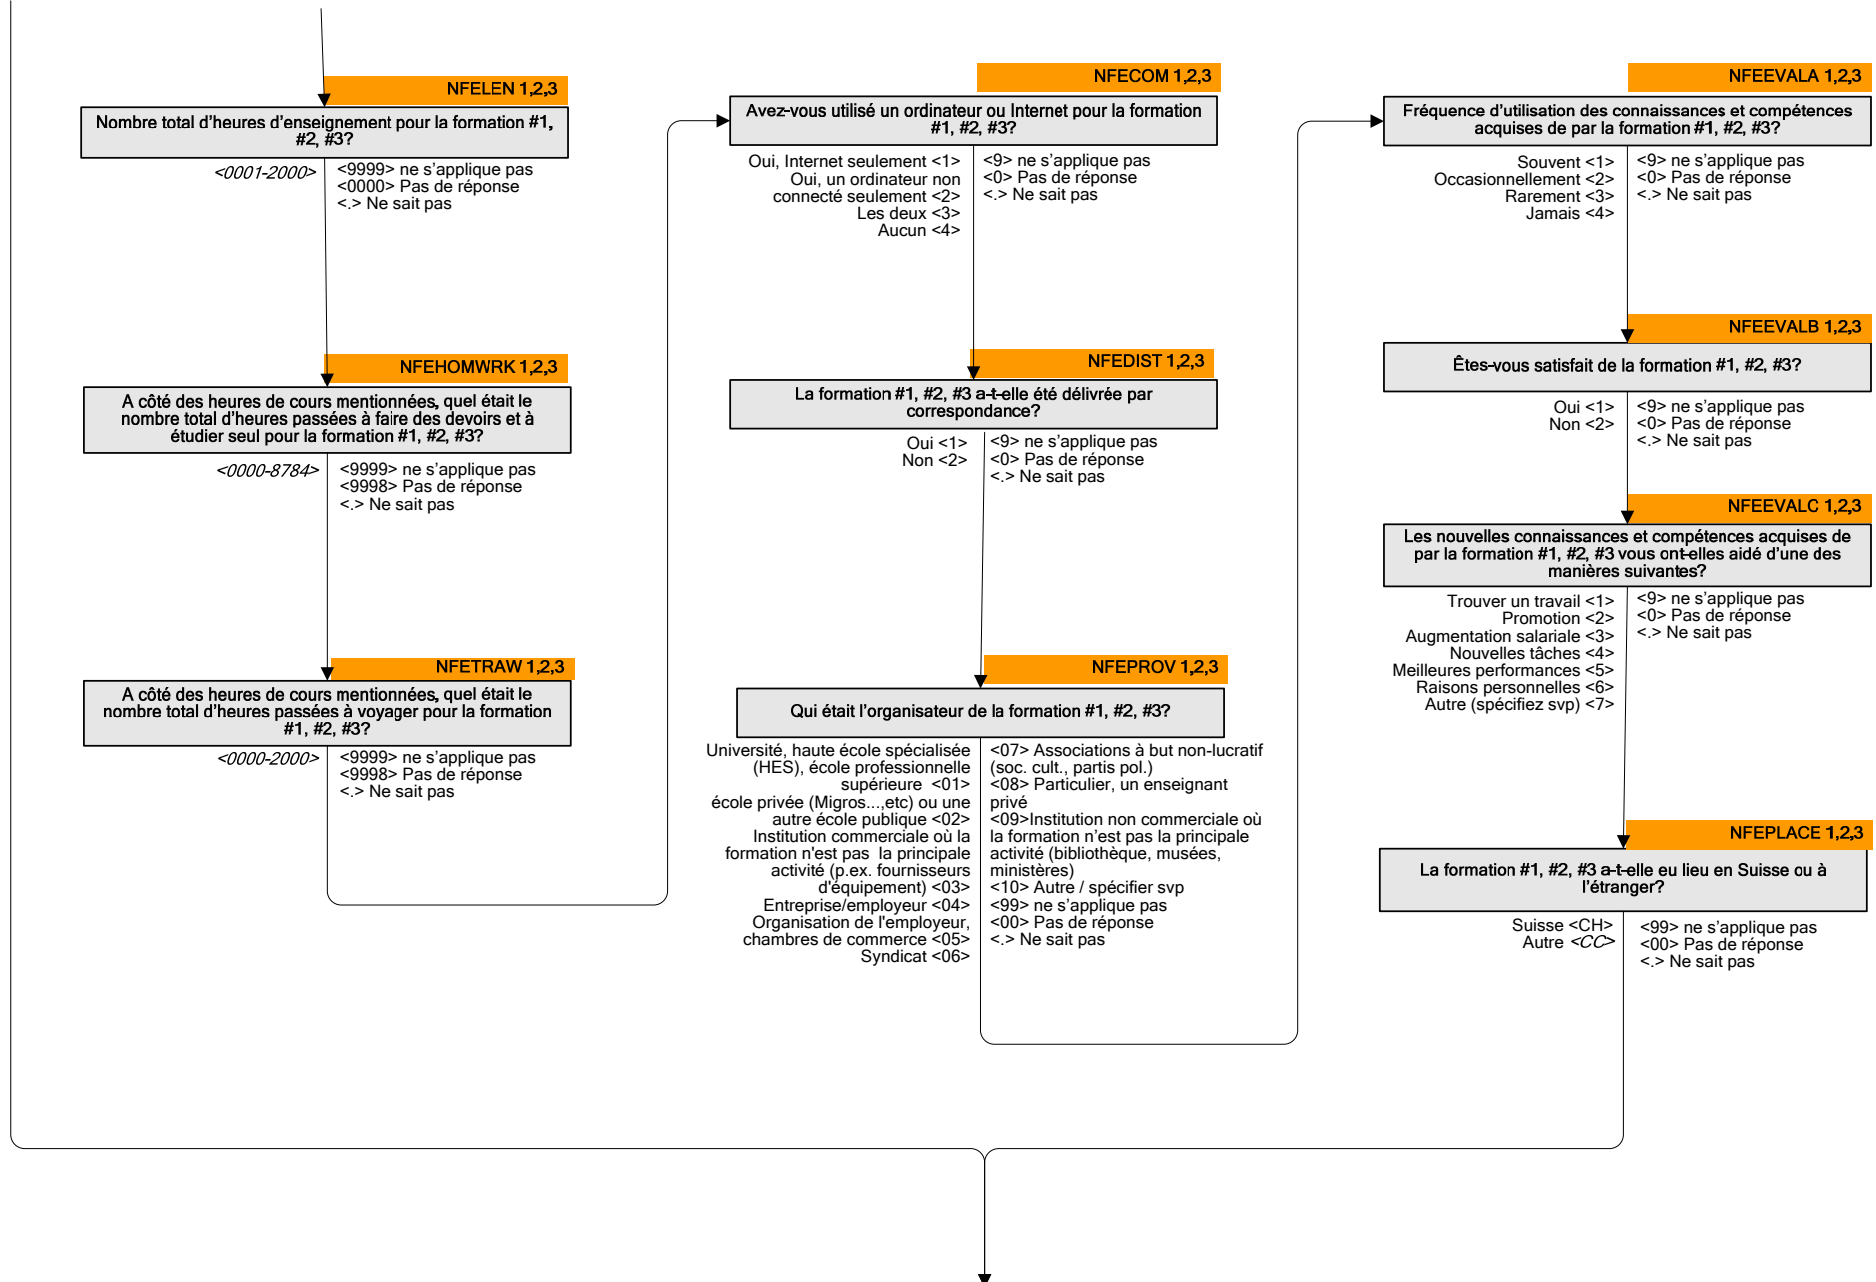 NFELEN 1,2,3
Nombre total d'heures d'enseignement pour la formation #1,
#2, #3?
<0001-2000>
<9999> ne s'applique pas
<0000> Pas de réponse
<.> Ne sait pas
NFEHOMWRK 1,2,3
A côté des heures de cours mentionnées, quel était le
nombre total d'heures passées à faire des devoirs et à
étudier seul pour la formation #1, #2, #3?
<0000-8784>
<9999> ne s'applique pas
<9998> Pas de réponse
<.> Ne sait pas
NFETRAW 1,2,3
A côté des heures de cours mentionnées, quel était le
nombre total d'heures passées à voyager pour la formation
#1, #2, #3?
<0000-2000>
<9999> ne s'applique pas
<9998> Pas de réponse
<.> Ne sait pas
NFECOM 1,2,3
Avez-vous utilisé un ordinateur ou Internet pour la formation
#1, #2, #3?
Oui, Internet seulement <1>
Oui, un ordinateur non
connecté seulement <2>
Les deux <3>
Aucun <4>
<9> ne s'applique pas
<0> Pas de réponse
<.> Ne sait pas
NFEDIST 1,2,3
La formation #1, #2, #3 a-t-elle été délivrée par
correspondance?
Oui <1>
Non <2>
<9> ne s'applique pas
<0> Pas de réponse
<.> Ne sait pas
NFEPROV 1,2,3
Qui était l'organisateur de la formation #1, #2, #3?
Université, haute école spécialisée
(HES), école professionnelle
supérieure <01>
école privée (Migros...,etc) ou une
autre école publique <02>
Institution commerciale où la
formation n'est pas la principale
activité (p.ex. fournisseurs
d'équipement) <03>
Entreprise/employeur <04>
Organisation de l'employeur,
chambres de commerce <05>
Syndicat <06>
<07> Associations à but non-lucratif
(soc. cult., partis pol.)
<08> Particulier, un enseignant
privé
<09>Institution non commerciale où
la formation n'est pas la principale
activité (bibliothèque, musées,
ministères)
<10> Autre / spécifier svp
<99> ne s'applique pas
<00> Pas de réponse
<.> Ne sait pas
NFEEVALA 1,2,3
Fréquence d'utilisation des connaissances et compétences
acquises de par la formation #1, #2, #3?
Souvent <1>
Occasionnellement <2>
Rarement <3>
Jamais <4>
<9> ne s'applique pas
<0> Pas de réponse
<.> Ne sait pas
NFEEVALB 1,2,3
Êtes-vous satisfait de la formation #1, #2, #3?
Oui <1>
Non <2>
<9> ne s'applique pas
<0> Pas de réponse
<.> Ne sait pas
NFEEVALC 1,2,3
Les nouvelles connaissances et compétences acquises de
par la formation #1, #2, #3 vous ont-elles aidé d'une des
manières suivantes?
Trouver un travail <1>
Promotion <2>
Augmentation salariale <3>
Nouvelles tâches <4>
Meilleures performances <5>
Raisons personnelles <6>
Autre (spécifiez svp) <7>
<9> ne s'applique pas
<0> Pas de réponse
<.> Ne sait pas
NFEPLACE 1,2,3
La formation #1, #2, #3 a-t-elle eu lieu en Suisse ou à
l'étranger?
Suisse <CH>
Autre <CC>
<99> ne s'applique pas
<00> Pas de réponse
<.> Ne sait pas